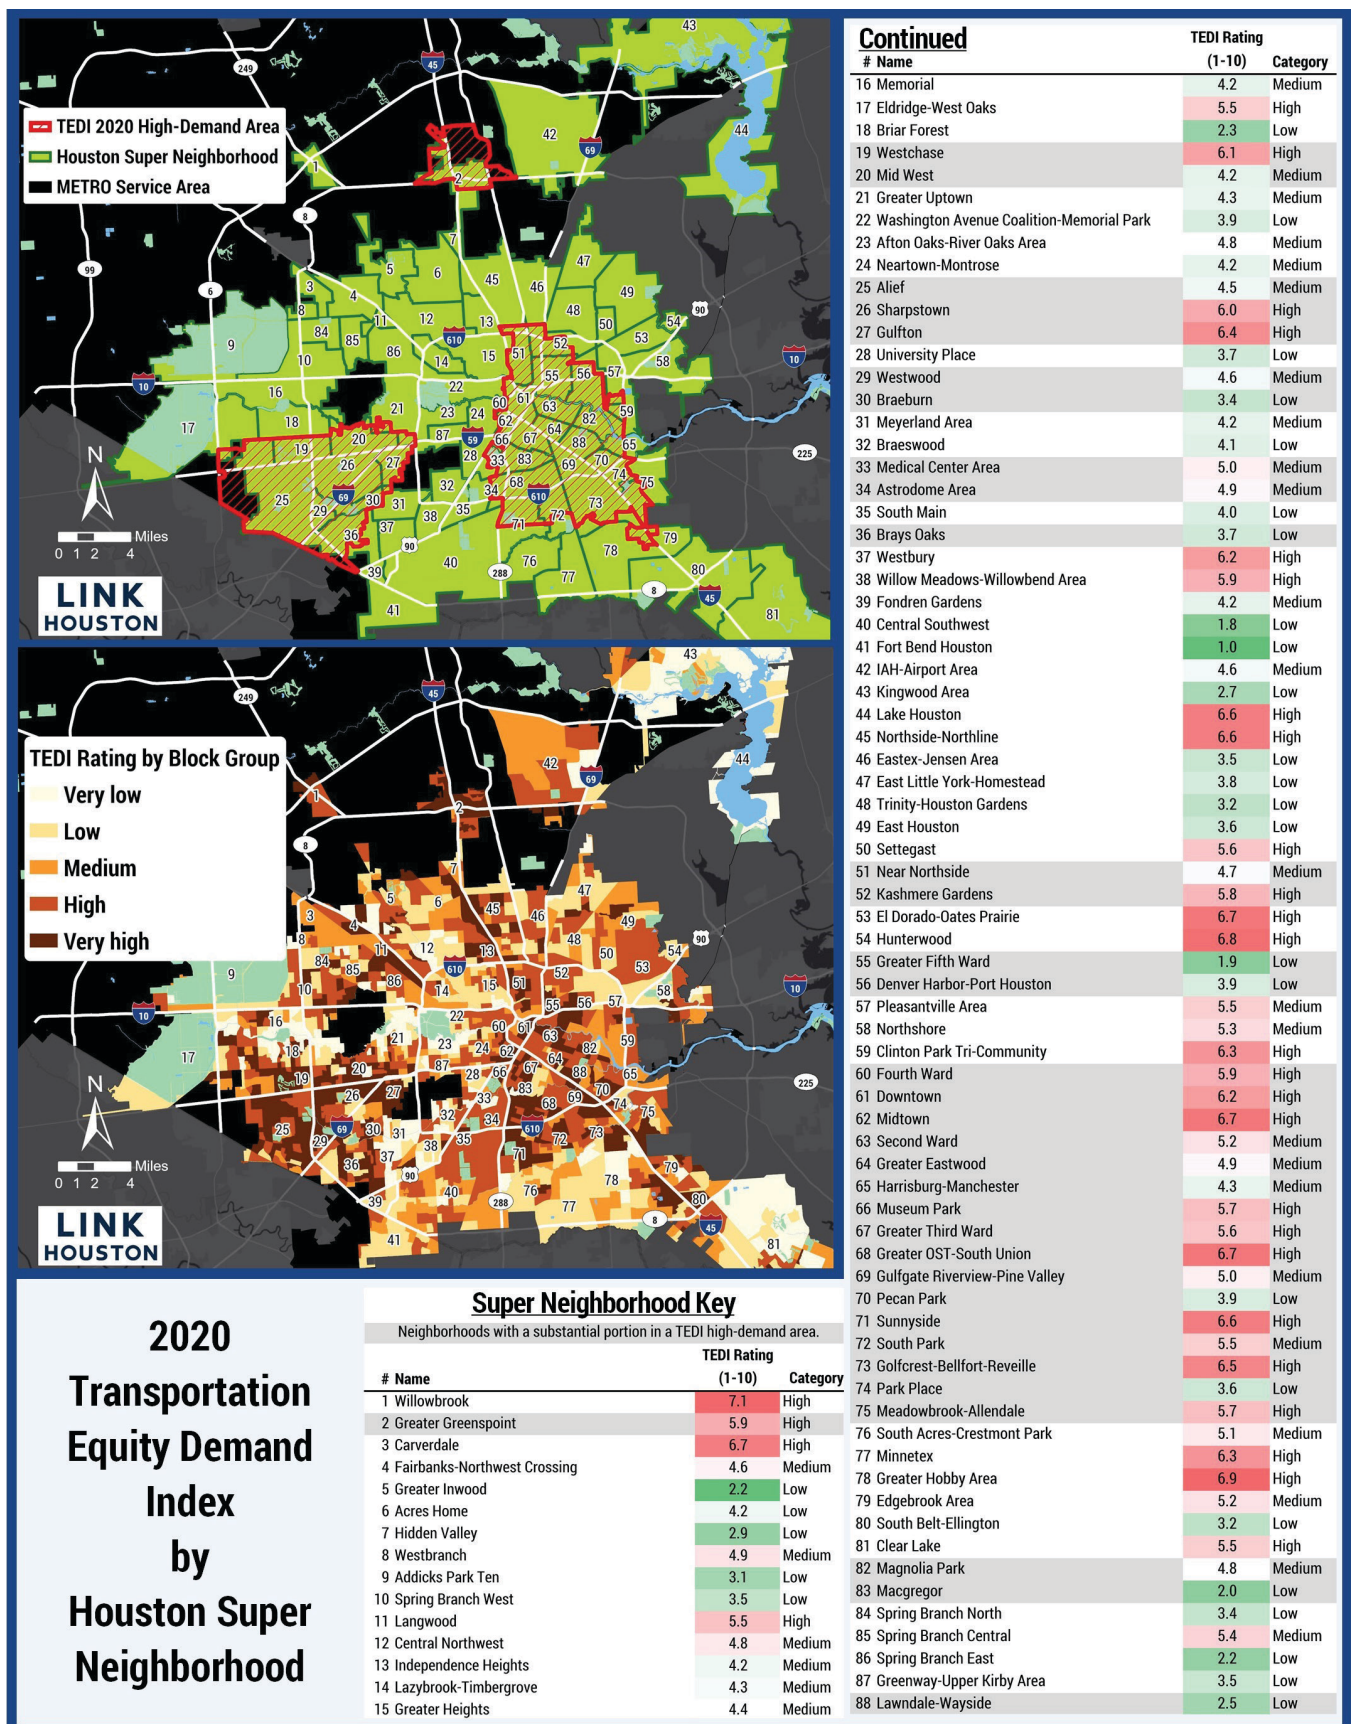 TEDI 2020 High-Demand Area
Houston Super Neighborhood
METRO Service Area
N
Miles
0 1 2 4
LINK
HOUSTON
TEDI Rating by Block Group
Very low
Low
Medium
High
Very high
N
Miles
0 1 2 4
LINK
HOUSTON
2020
Transportation
Equity Demand
Index
by
Houston Super
Neighborhood
Super Neighborhood Key
Neighborhoods with a substantial portion in a TEDI high-demand area.
TEDI Rating
# Name (1-10) Category
1 Willowbrook 7.1 High
2 Greater Greenspoint 5.9 High
3 Carverdale 6.7 High
4 Fairbanks-Northwest Crossing 4.6 Medium
5 Greater Inwood 2.2 Low
6 Acres Home 4.2 Low
7 Hidden Valley 2.9 Low
8 Westbranch 4.9 Medium
9 Addicks Park Ten 3.1 Low
10 Spring Branch West 3.5 Low
11 Langwood 5.5 High
12 Central Northwest 4.8 Medium
13 Independence Heights 4.2 Medium
14 Lazybrook-Timbergrove 4.3 Medium
15 Greater Heights 4.4 Medium
Continued
TEDI Rating
# Name (1-10) Category
16 Memorial 4.2 Medium
17 Eldridge-West Oaks 5.5 High
18 Briar Forest 2.3 Low
19 Westchase 6.1 High
20 Mid West 4.2 Medium
21 Greater Uptown 4.3 Medium
22 Washington Avenue Coalition-Memorial Park 3.9 Low
23 Afton Oaks-River Oaks Area 4.8 Medium
24 Neartown-Montrose 4.2 Medium
25 Alief 4.5 Medium
26 Sharpstown 6.0 High
27 Gulfton 6.4 High
28 University Place 3.7 Low
29 Westwood 4.6 Medium
30 Braeburn 3.4 Low
31 Meyerland Area 4.2 Medium
32 Braeswood 4.1 Low
33 Medical Center Area 5.0 Medium
34 Astrodome Area 4.9 Medium
35 South Main 4.0 Low
36 Brays Oaks 3.7 Low
37 Westbury 6.2 High
38 Willow Meadows-Willowbend Area 5.9 High
39 Fondren Gardens 4.2 Medium
40 Central Southwest 1.8 Low
41 Fort Bend Houston 1.0 Low
42 IAH-Airport Area 4.6 Medium
43 Kingwood Area 2.7 Low
44 Lake Houston 6.6 High
45 Northside-Northline 6.6 High
46 Eastex-Jensen Area 3.5 Low
47 East Little York-Homestead 3.8 Low
48 Trinity-Houston Gardens 3.2 Low
49 East Houston 3.6 Low
50 Settegast 5.6 High
51 Near Northside 4.7 Medium
52 Kashmere Gardens 5.8 High
53 El Dorado-Oates Prairie 6.7 High
54 Hunterwood 6.8 High
55 Greater Fifth Ward 1.9 Low
56 Denver Harbor-Port Houston 3.9 Low
57 Pleasantville Area 5.5 Medium
58 Northshore 5.3 Medium
59 Clinton Park Tri-Community 6.3 High
60 Fourth Ward 5.9 High
61 Downtown 6.2 High
62 Midtown 6.7 High
63 Second Ward 5.2 Medium
64 Greater Eastwood 4.9 Medium
65 Harrisburg-Manchester 4.3 Medium
66 Museum Park 5.7 High
67 Greater Third Ward 5.6 High
68 Greater OST-South Union 6.7 High
69 Gulfgate Riverview-Pine Valley 5.0 Medium
70 Pecan Park 3.9 Low
71 Sunnyside 6.6 High
72 South Park 5.5 Medium
73 Golfcrest-Bellfort-Reveille 6.5 High
74 Park Place 3.6 Low
75 Meadowbrook-Allendale 5.7 High
76 South Acres-Crestmont Park 5.1 Medium
77 Minnetex 6.3 High
78 Greater Hobby Area 6.9 High
79 Edgebrook Area 5.2 Medium
80 South Belt-Ellington 3.2 Low
81 Clear Lake 5.5 High
82 Magnolia Park 4.8 Medium
83 Macgregor 2.0 Low
84 Spring Branch North 3.4 Low
85 Spring Branch Central 5.4 Medium
86 Spring Branch East 2.2 Low
87 Greenway-Upper Kirby Area 3.5 Low
88 Lawndale-Wayside 2.5 Low